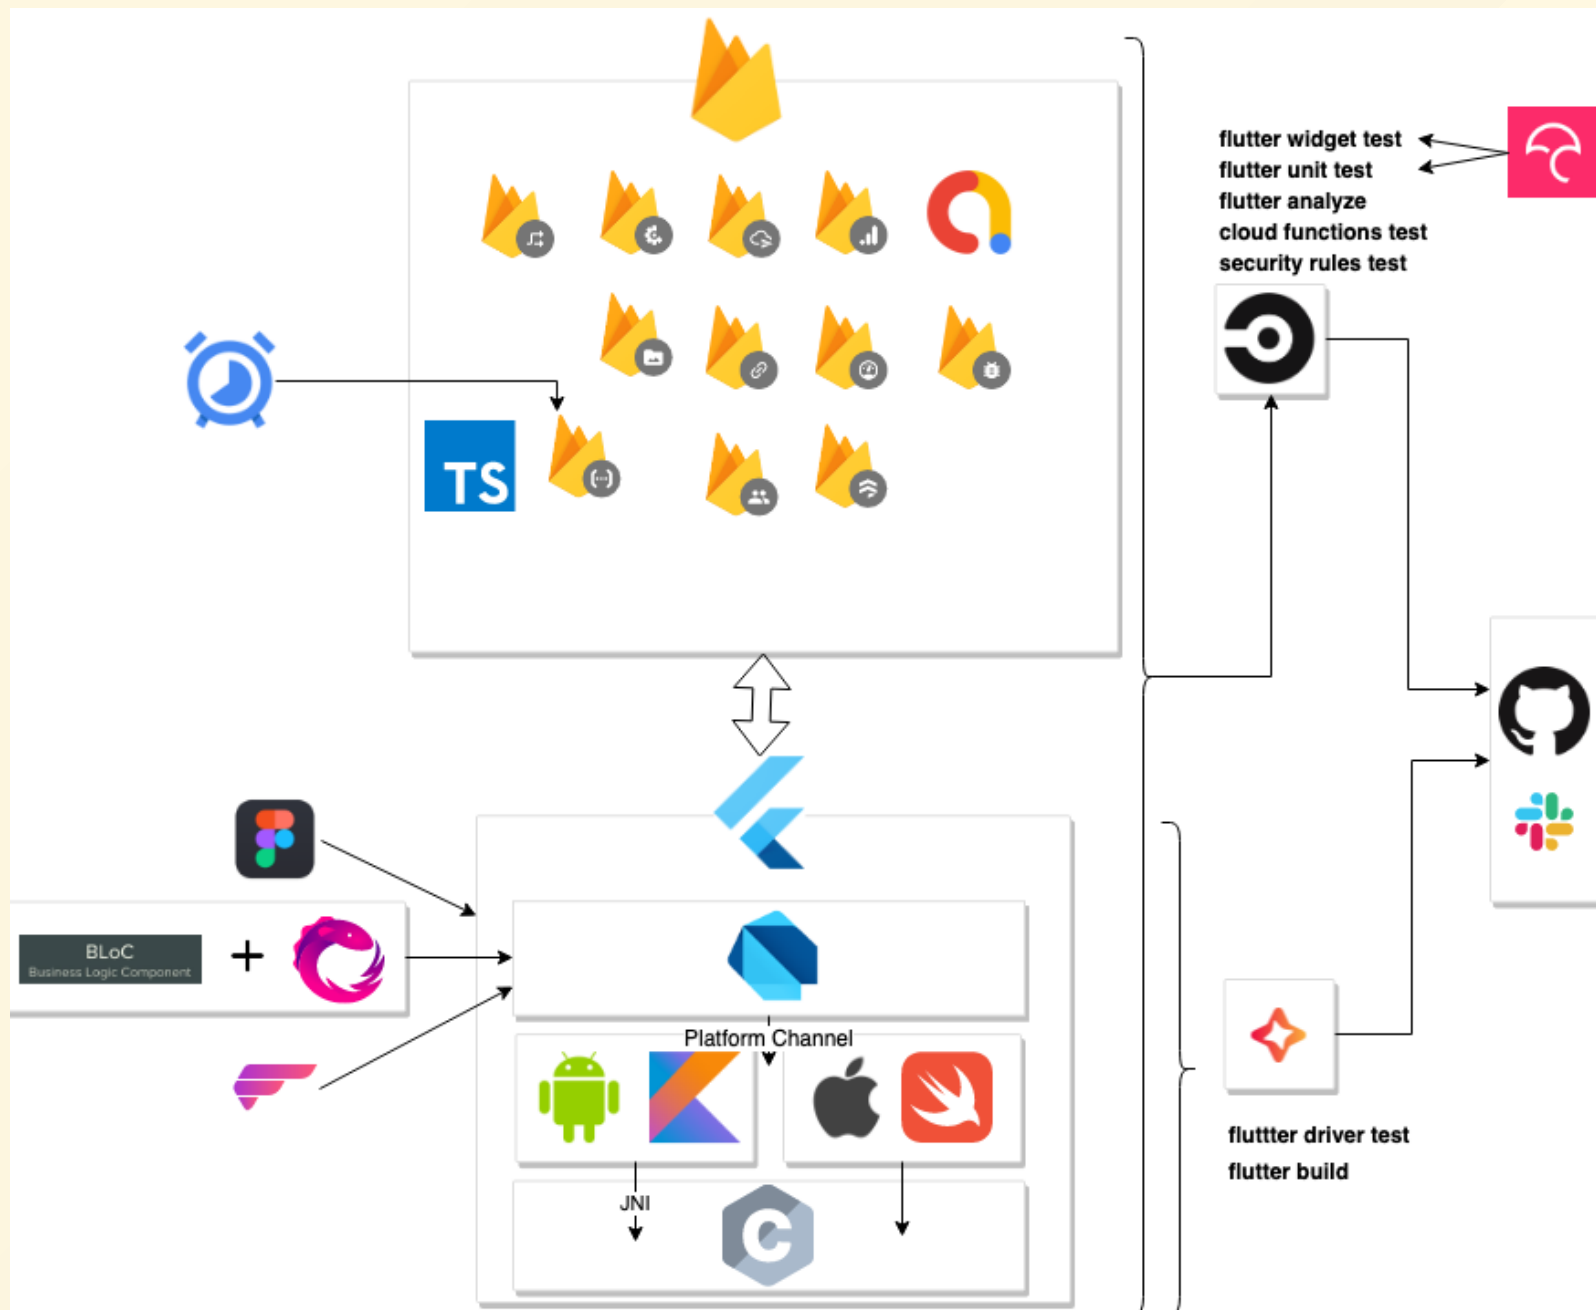 flutter widget test
flutter unit test
flutter analyze
cloud functions test
security rules test
TS
BLoC
Business Logic Component
+
Platform Channel
JNI
C
fluttter driver test
flutter build